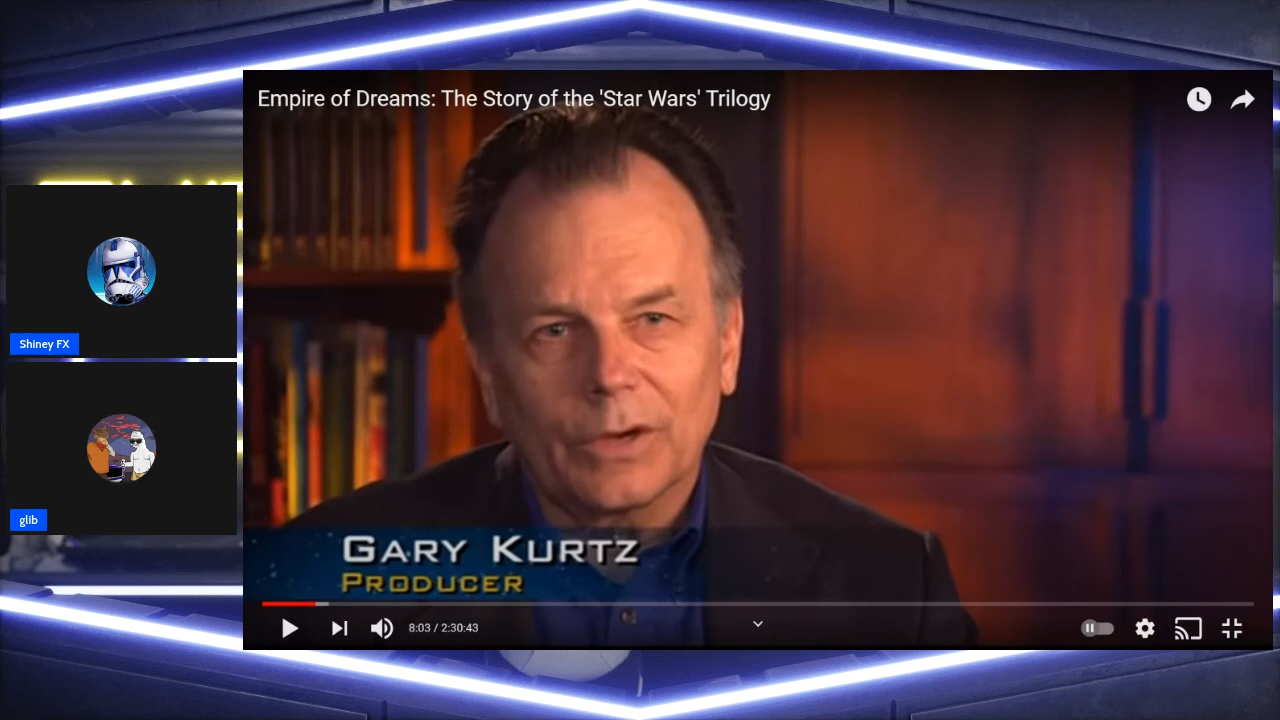 Empire of Dreams: The Story of the 'Star Wars' Trilogy
Shiney FX
glib
GARY KURTZ
PRODUCER
8:03 / 2:30:43